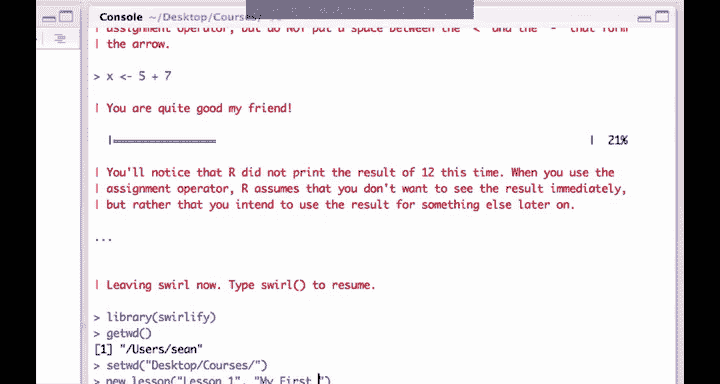 Console ~/Desktop/Courses/
| assignment operator, but do NOT put a space between the '<' and the '-' that form
| the arrow.
> x <- 5 + 7
| You are quite good my friend!
| 21%
| You'll notice that R did not print the result of 12 this time. When you use the
| assignment operator, R assumes that you don't want to see the result immediately,
| but rather that you intend to use the result for something else later on.
...
| Leaving swirl now. Type swirl() to resume.
> library(swirlify)
> getwd()
[1] "/Users/sean"
> setwd("Desktop/Courses/")
> new_lesson("Lesson 1", "My First ")